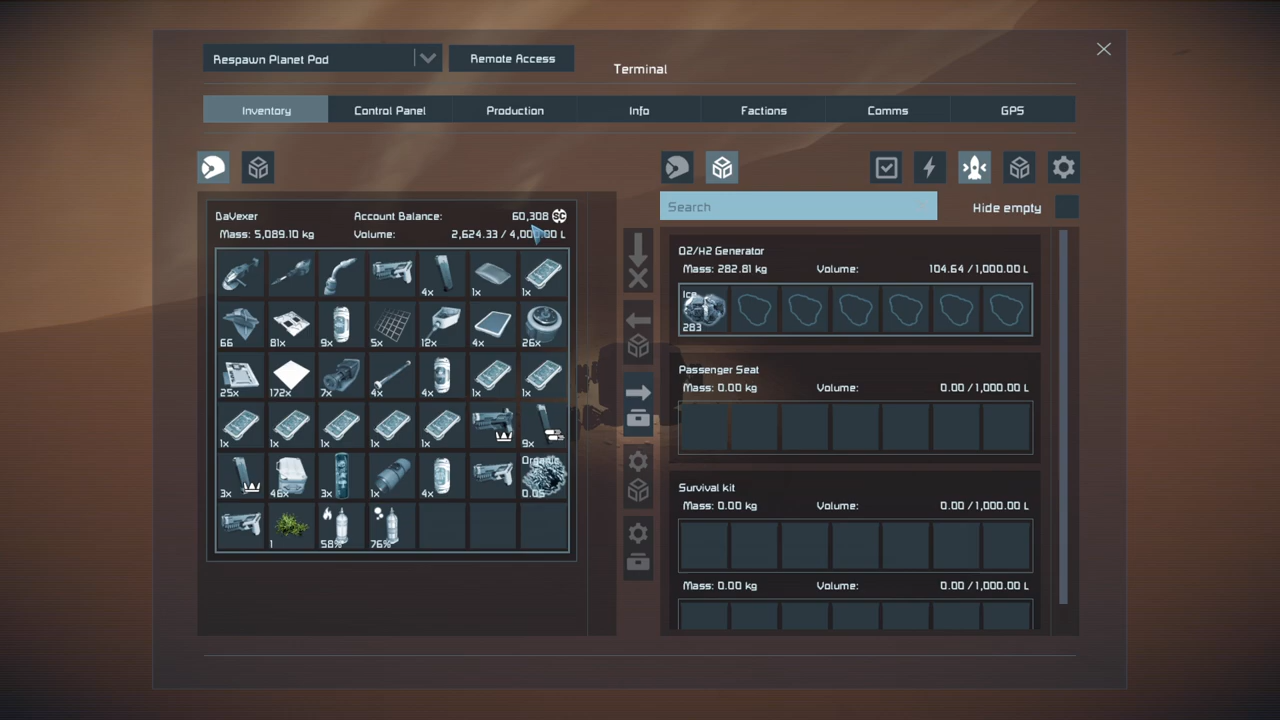 Respawn Planet Pod
Remote Access
Terminal
Inventory
Control Panel
Production
Info
Factions
Comms
GPS
Search
Hide empty
DaVexer
Account Balance:
60,308 SC
Mass: 5,089.10 kg
Volume:
2,624.33 / 4,000.00 L
4x
1x
1x
66
81x
9x
5x
12x
4x
26x
25x
172x
7x
4x
4x
1x
1x
1x
1x
1x
1x
1x
9x
3x
46x
3x
1x
4x
Organic
0.05
1
58%
76%
O2/H2 Generator
Mass: 282.81 kg
Volume:
104.64 / 1,000.00 L
Ice
283
Passenger Seat
Mass: 0.00 kg
Volume:
0.00 / 1,000.00 L
Survival kit
Mass: 0.00 kg
Volume:
0.00 / 1,000.00 L
Mass: 0.00 kg
Volume:
0.00 / 1,000.00 L